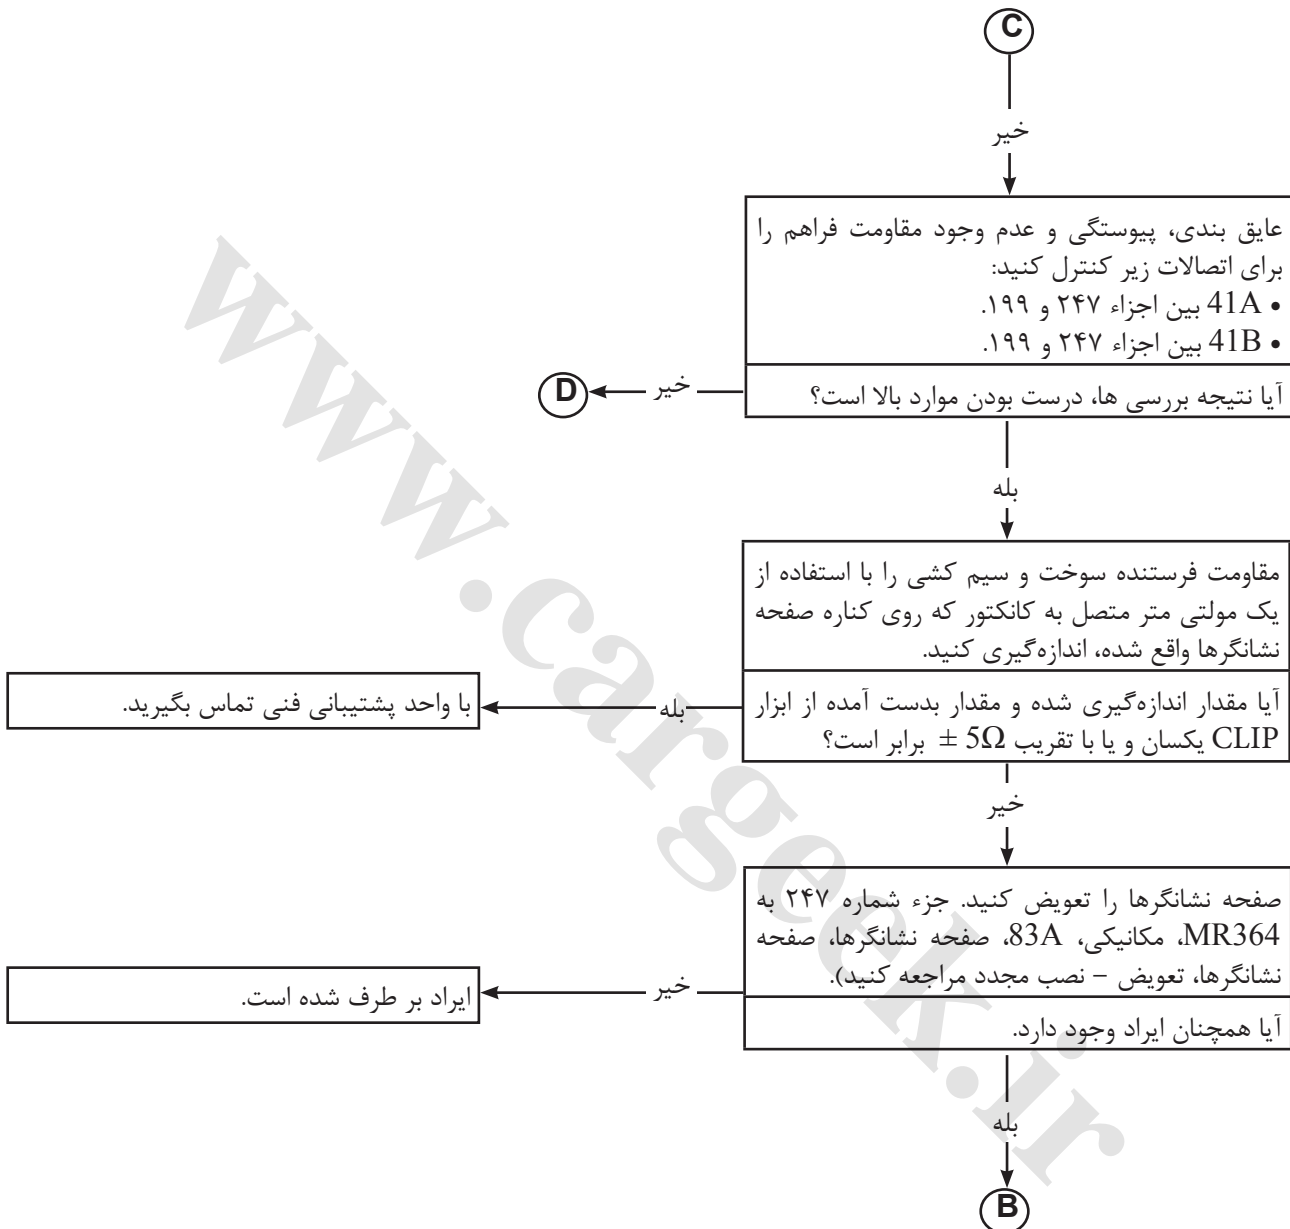 C
خیر
عایق بندی، پیوستگی و عدم وجود مقاومت فراهم را
برای اتصالات زیر کنترل کنید:
• 41A بین اجزاء ۲۴۷ و ۱۹۹.
• 41B بین اجزاء ۲۴۷ و ۱۹۹.
آیا نتیجه بررسی ها، درست بودن موارد بالا است؟
خیر
D
بله
مقاومت فرستنده سوخت و سیم کشی را با استفاده از
یک مولتی متر متصل به کانکتور که روی کناره صفحه
نشانگرها واقع شده، اندازه‌گیری کنید.
آیا مقدار اندازه‌گیری شده و مقدار بدست آمده از ابزار
CLIP یکسان و یا با تقریب 5Ω ± برابر است؟
بله
با واحد پشتیبانی فنی تماس بگیرید.
خیر
صفحه نشانگرها را تعویض کنید. جزء شماره ۲۴۷ به
MR364، مکانیکی، 83A، صفحه نشانگرها، صفحه
نشانگرها، تعویض – نصب مجدد مراجعه کنید).
آیا همچنان ایراد وجود دارد.
خیر
ایراد بر طرف شده است.
بله
B
www.cargeek.ir